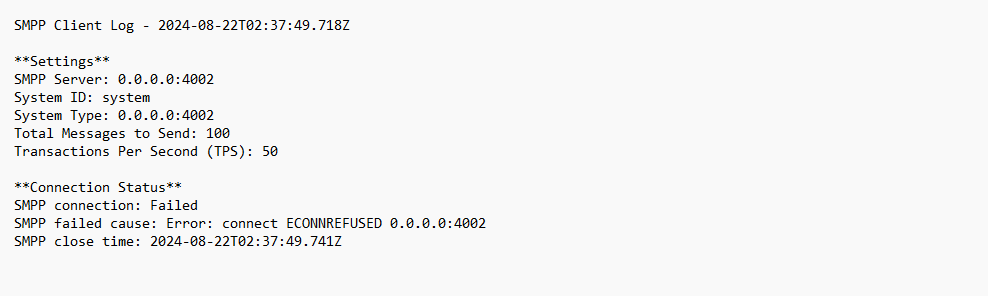 SMPP Client Log - 2024-08-22T02:37:49.718Z
**Settings**
SMPP Server: 0.0.0.0:4002
System ID: system
System Type: 0.0.0.0:4002
Total Messages to Send: 100
Transactions Per Second (TPS): 50
**Connection Status**
SMPP connection: Failed
SMPP failed cause: Error: connect ECONNREFUSED 0.0.0.0:4002
SMPP close time: 2024-08-22T02:37:49.741Z